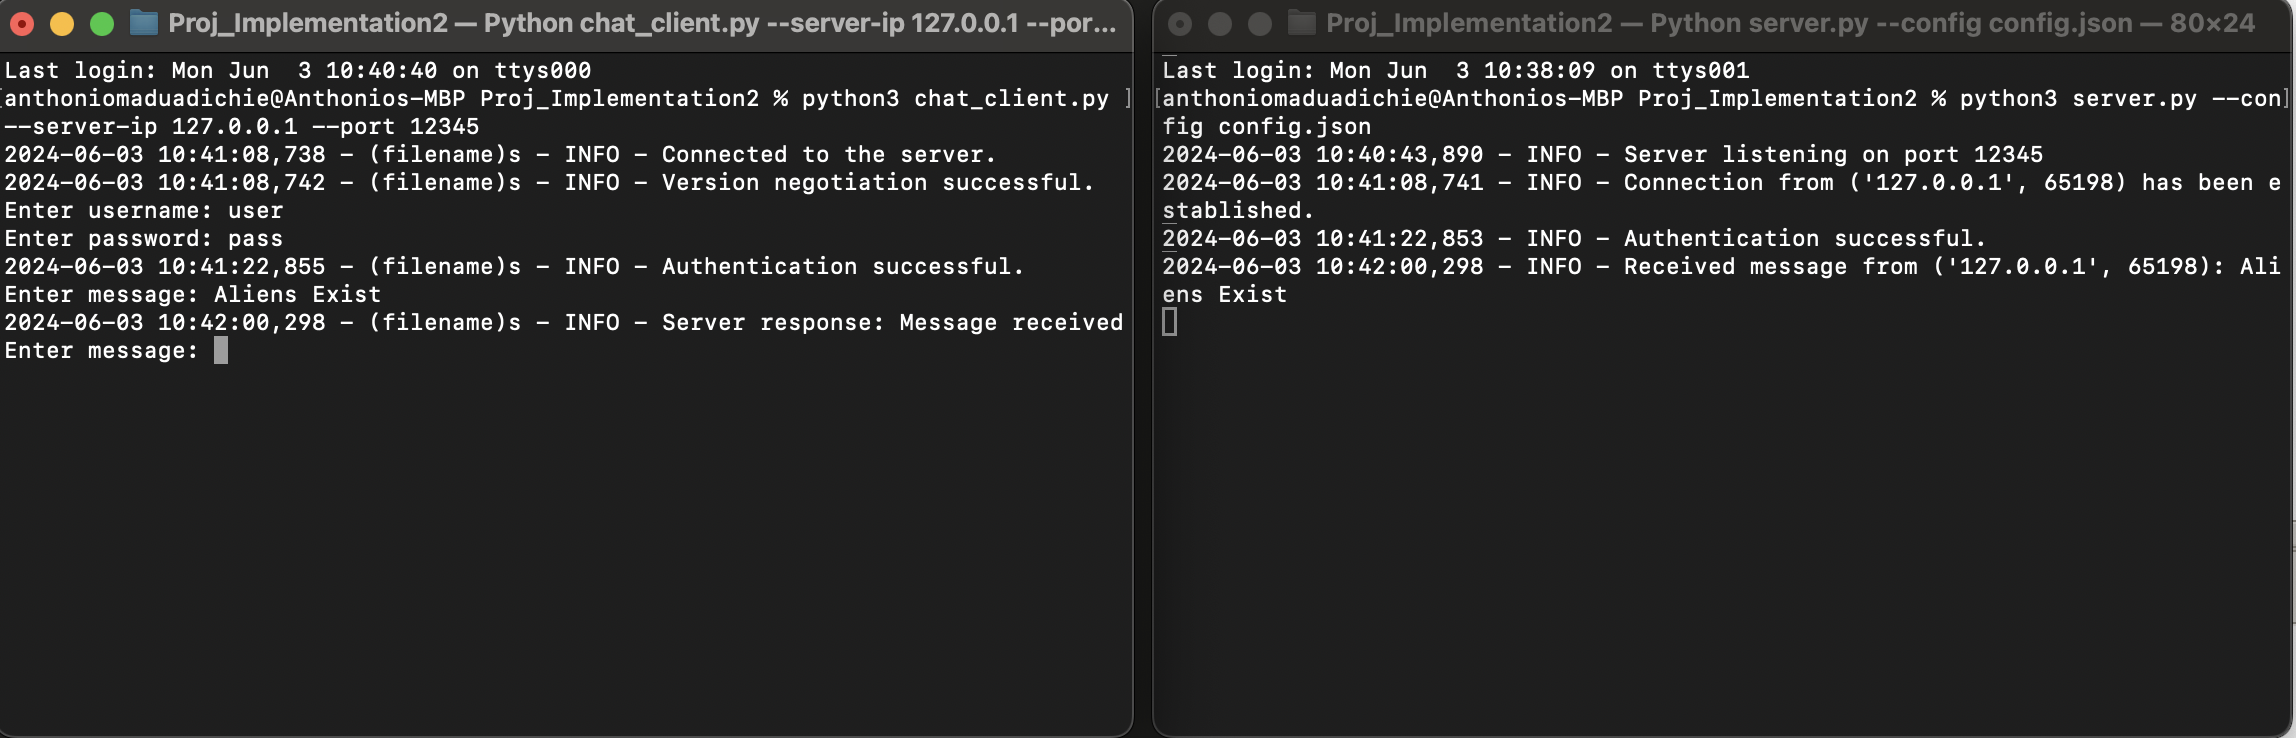 Proj_Implementation2 — Python chat_client.py --server-ip 127.0.0.1 --por...
Last login: Mon Jun  3 10:40:40 on ttys000
[anthoniomaduadichie@Anthonios-MBP Proj_Implementation2 % python3 chat_client.py ]
--server-ip 127.0.0.1 --port 12345
2024-06-03 10:41:08,738 - (filename)s - INFO - Connected to the server.
2024-06-03 10:41:08,742 - (filename)s - INFO - Version negotiation successful.
Enter username: user
Enter password: pass
2024-06-03 10:41:22,855 - (filename)s - INFO - Authentication successful.
Enter message: Aliens Exist
2024-06-03 10:42:00,298 - (filename)s - INFO - Server response: Message received
Enter message:
Proj_Implementation2 — Python server.py --config config.json — 80×24
Last login: Mon Jun  3 10:38:09 on ttys001
[anthoniomaduadichie@Anthonios-MBP Proj_Implementation2 % python3 server.py --con]
fig config.json
2024-06-03 10:40:43,890 - INFO - Server listening on port 12345
2024-06-03 10:41:08,741 - INFO - Connection from ('127.0.0.1', 65198) has been e
stablished.
2024-06-03 10:41:22,853 - INFO - Authentication successful.
2024-06-03 10:42:00,298 - INFO - Received message from ('127.0.0.1', 65198): Ali
ens Exist